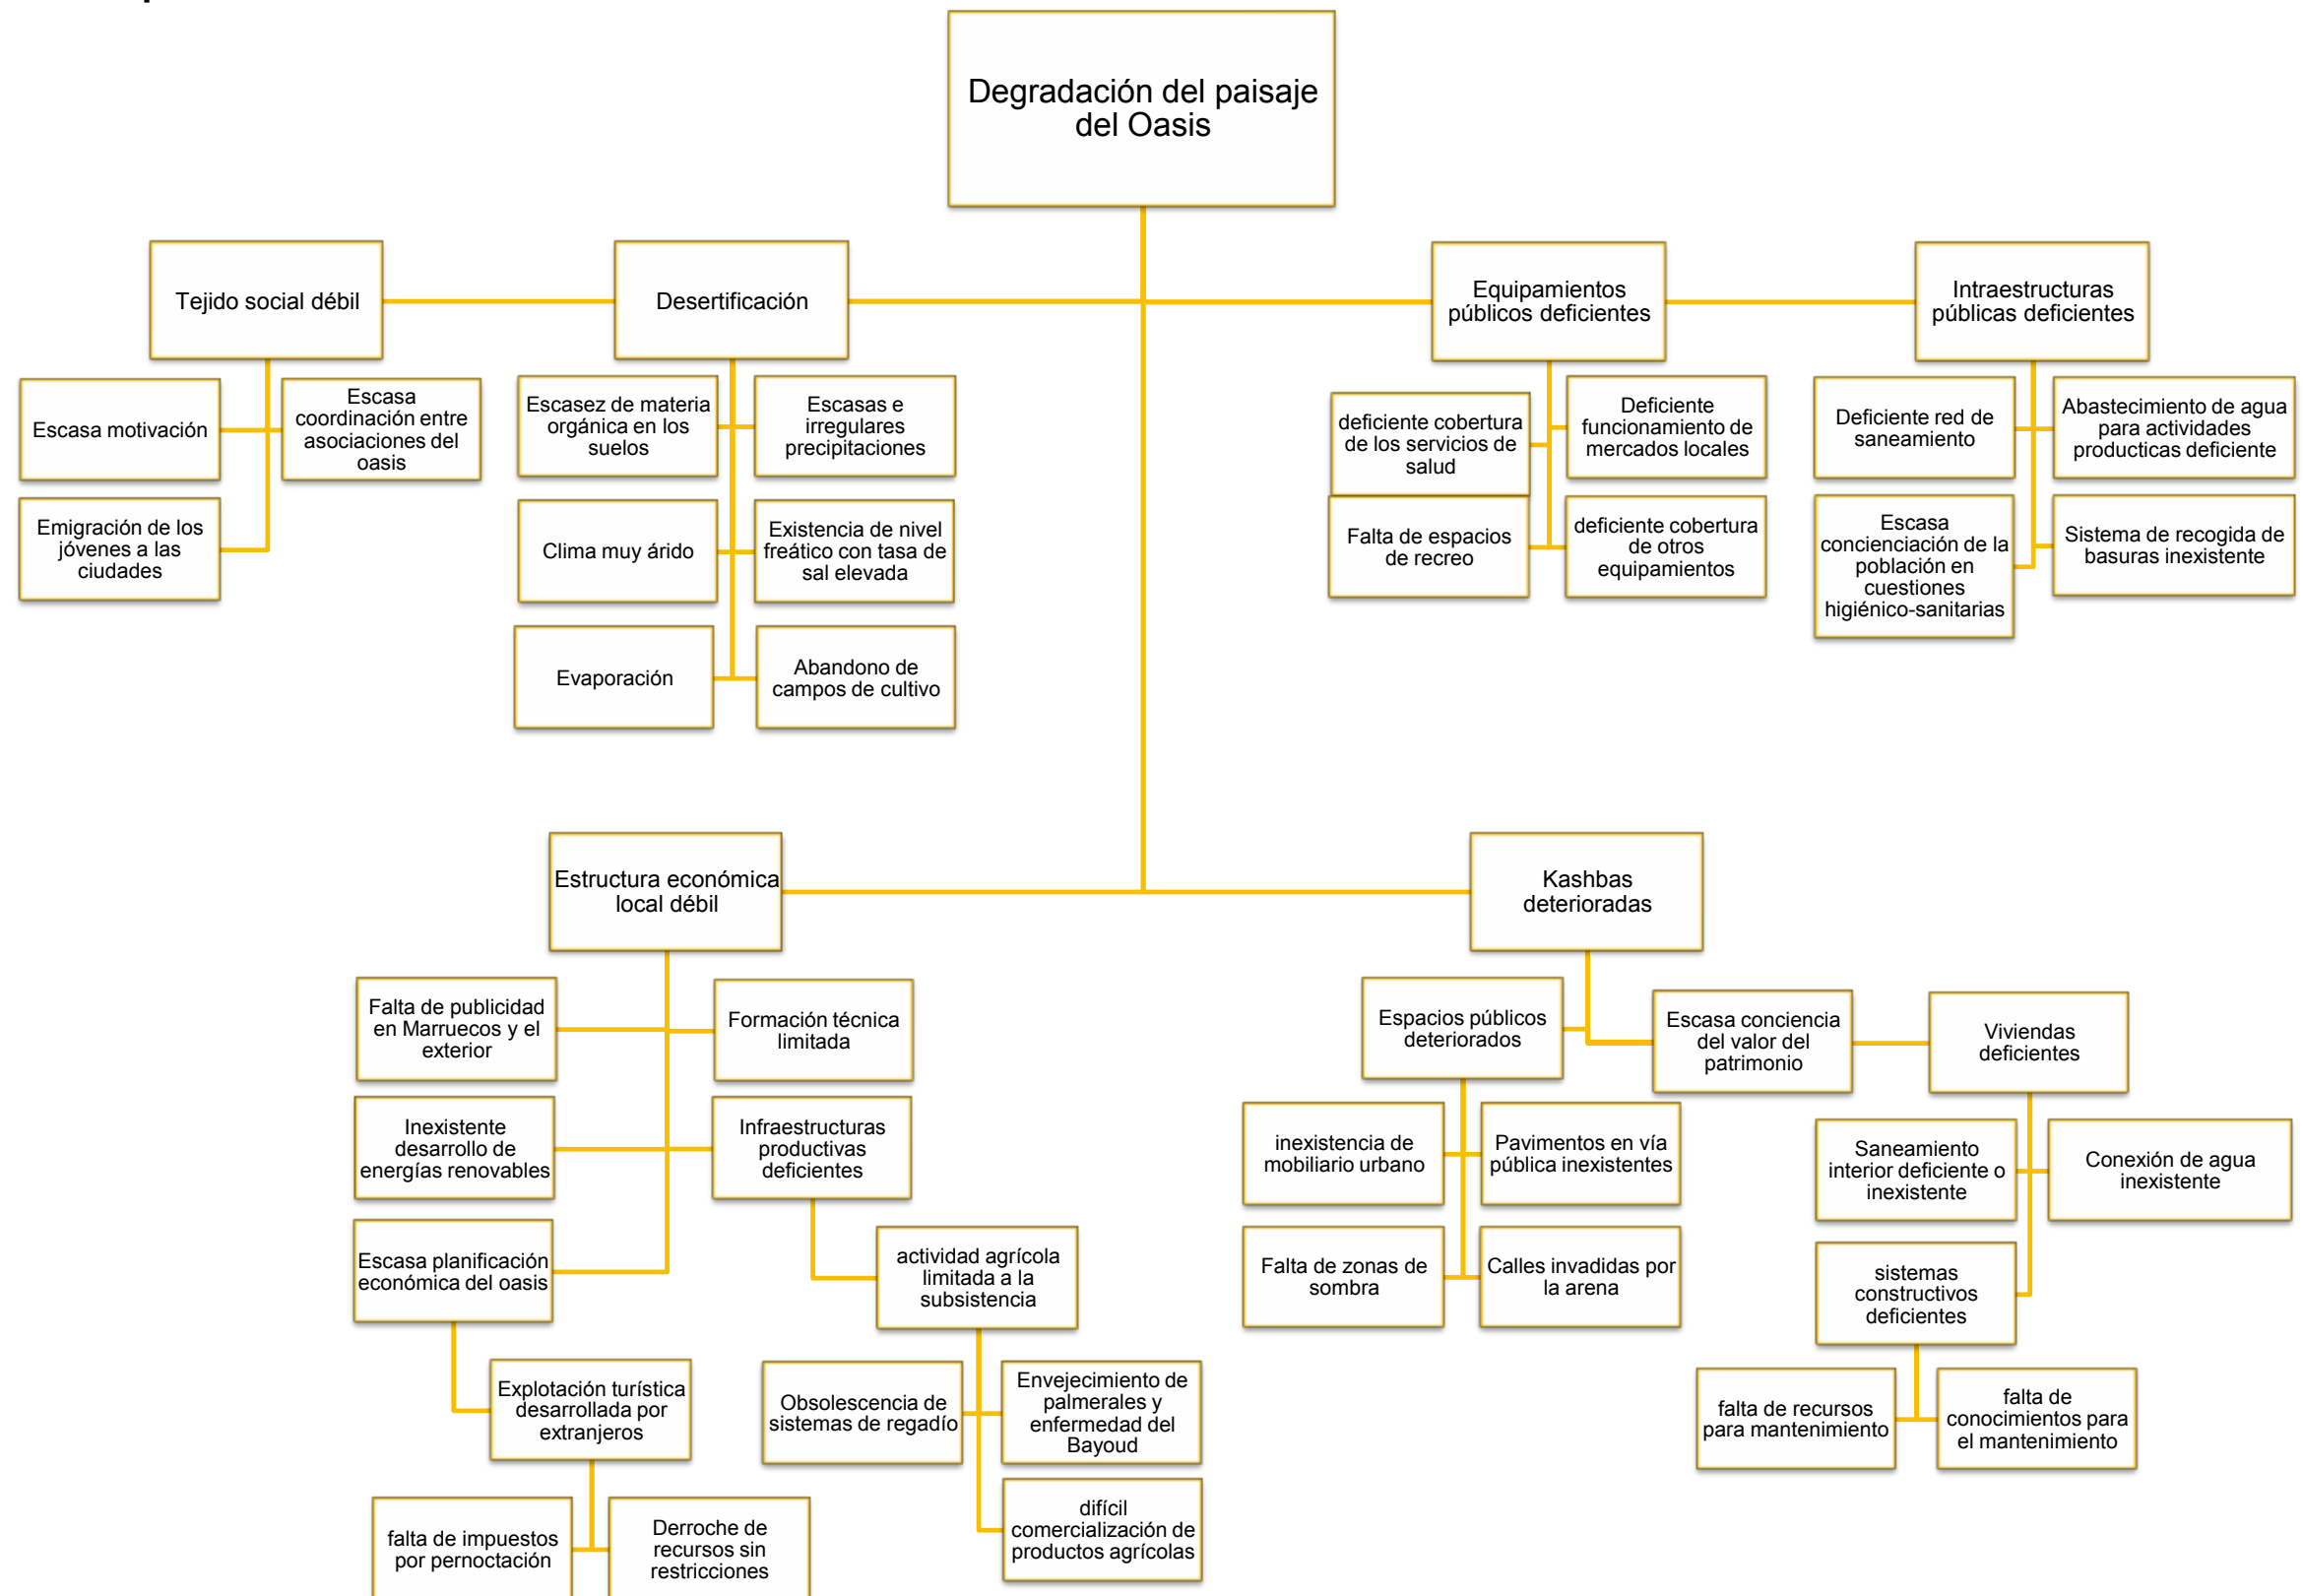 Degradación del paisaje
del Oasis
Tejido social débil
Desertificación
Equipamientos
públicos deficientes
Intraestructuras
públicas deficientes
Escasa motivación
Escasa
coordinación entre
asociaciones del
oasis
Emigración de los
jóvenes a las
ciudades
Escasez de materia
orgánica en los
suelos
Escasas e
irregulares
precipitaciones
Clima muy árido
Existencia de nivel
freático con tasa de
sal elevada
Evaporación
Abandono de
campos de cultivo
deficiente cobertura
de los servicios de
salud
Deficiente
funcionamiento de
mercados locales
Falta de espacios
de recreo
deficiente cobertura
de otros
equipamientos
Deficiente red de
saneamiento
Abastecimiento de agua
para actividades
producticas deficiente
Escasa
concienciación de la
población en
cuestiones
higiénico-sanitarias
Sistema de recogida de
basuras inexistente
Estructura económica
local débil
Kashbas
deterioradas
Falta de publicidad
en Marruecos y el
exterior
Formación técnica
limitada
Inexistente
desarrollo de
energías renovables
Infraestructuras
productivas
deficientes
Escasa planificación
económica del oasis
actividad agrícola
limitada a la
subsistencia
Explotación turística
desarrollada por
extranjeros
Obsolescencia de
sistemas de regadío
Envejecimiento de
palmerales y
enfermedad del
Bayoud
difícil
comercialización de
productos agrícolas
falta de impuestos
por pernoctación
Derroche de
recursos sin
restricciones
Espacios públicos
deteriorados
Escasa conciencia
del valor del
patrimonio
Viviendas
deficientes
inexistencia de
mobiliario urbano
Pavimentos en vía
pública inexistentes
Falta de zonas de
sombra
Calles invadidas por
la arena
Saneamiento
interior deficiente o
inexistente
Conexión de agua
inexistente
sistemas
constructivos
deficientes
falta de recursos
para mantenimiento
falta de
conocimientos para
el mantenimiento